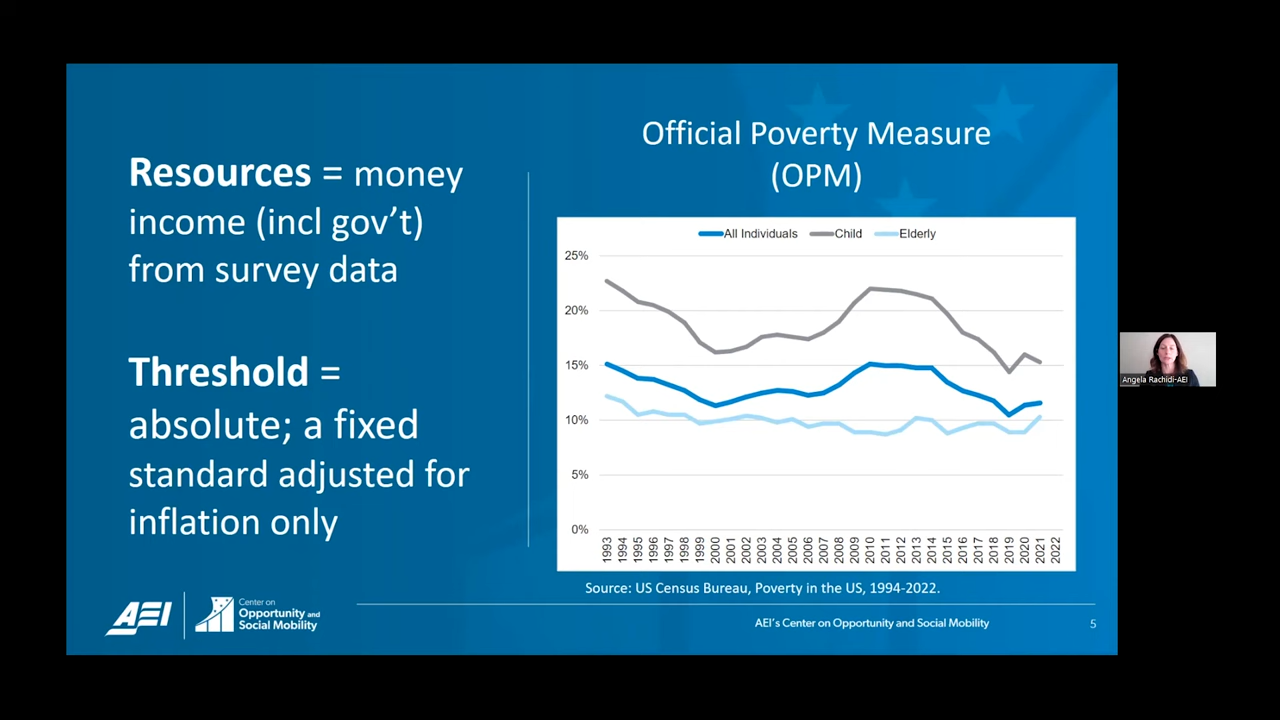 Resources = money
income (incl gov’t)
from survey data
Threshold =
absolute; a fixed
standard adjusted for
inflation only
Official Poverty Measure
(OPM)
All Individuals Child Elderly
25%
20%
15%
10%
5%
0%
1993 1994 1995 1996 1997 1998 1999 2000 2001 2002 2003 2004 2005 2006 2007 2008 2009 2010 2011 2012 2013 2014 2015 2016 2017 2018 2019 2020 2021 2022
Source: US Census Bureau, Poverty in the US, 1994-2022.
AEI
Center on
Opportunity and
Social Mobility
AEI’s Center on Opportunity and Social Mobility
5
Angela Rachidi-AEI